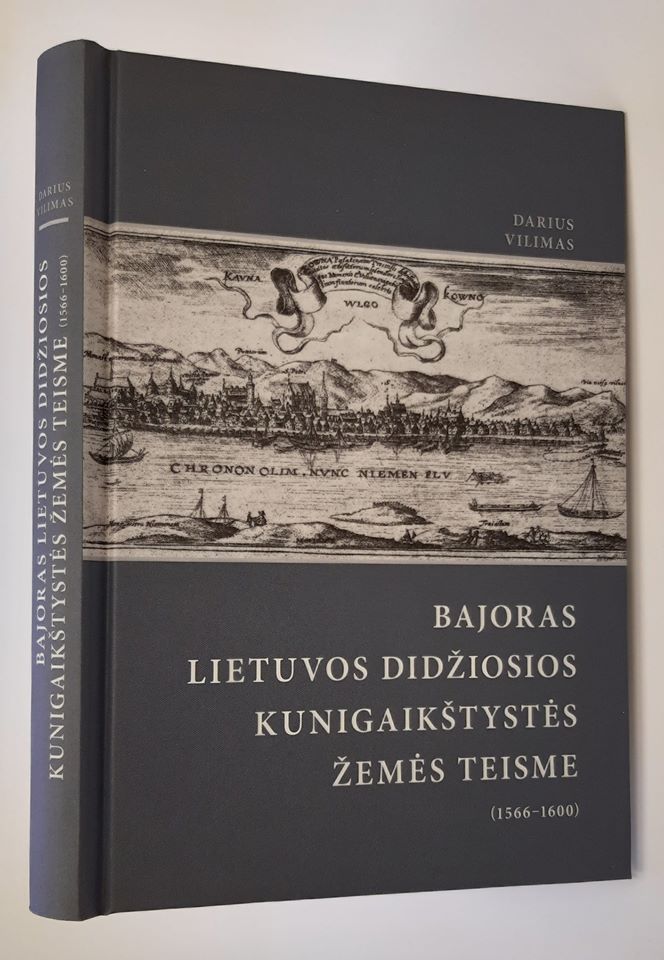 DARIUS
VILIMAS
BAJORAS LIETUVOS DIDŽIOSIOS
KUNIGAIKŠTYSTĖS ŽEMĖS TEISME (1566–1600)
DARIUS
VILIMAS
KAVNA
WLGO
KOWNO
CHRONON OLIM. NVNC NIEMEN FLV
BAJORAS
LIETUVOS DIDŽIOSIOS
KUNIGAIKŠTYSTĖS
ŽEMĖS TEISME
(1566–1600)